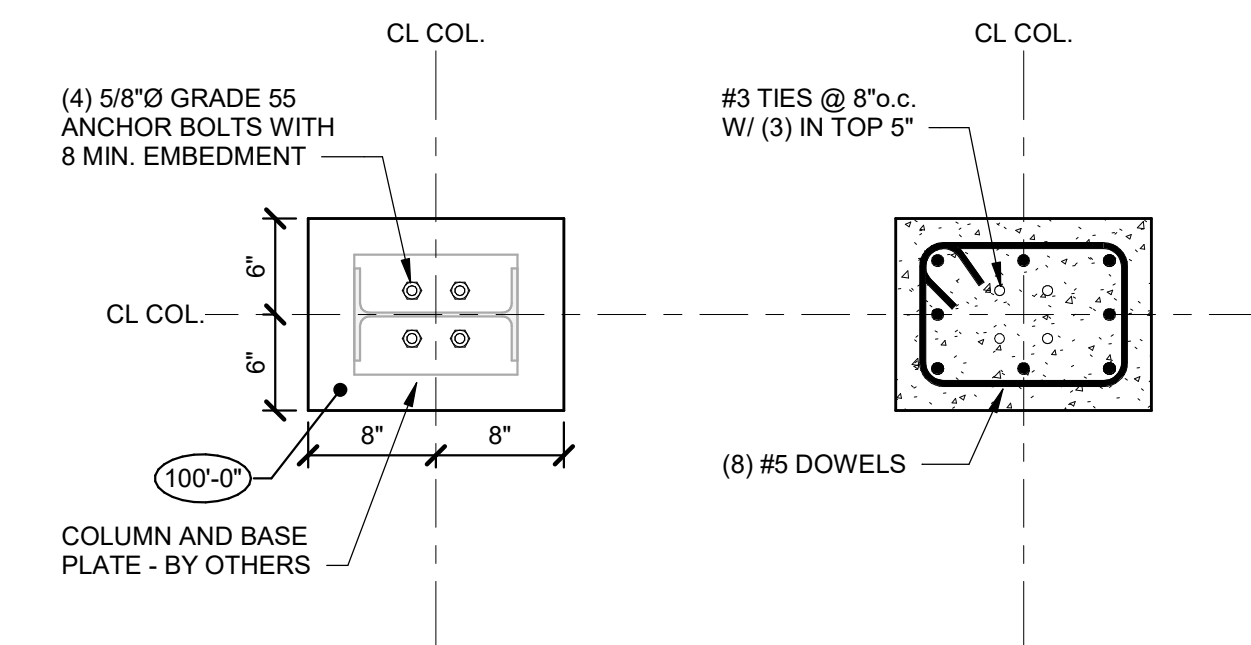 CL COL.
(4) 5/8"Ø GRADE 55
ANCHOR BOLTS WITH
8 MIN. EMBEDMENT
6"
CL COL.
6"
8"
8"
100'-0"
COLUMN AND BASE
PLATE - BY OTHERS
CL COL.
#3 TIES @ 8"o.c.
W/ (3) IN TOP 5"
(8) #5 DOWELS